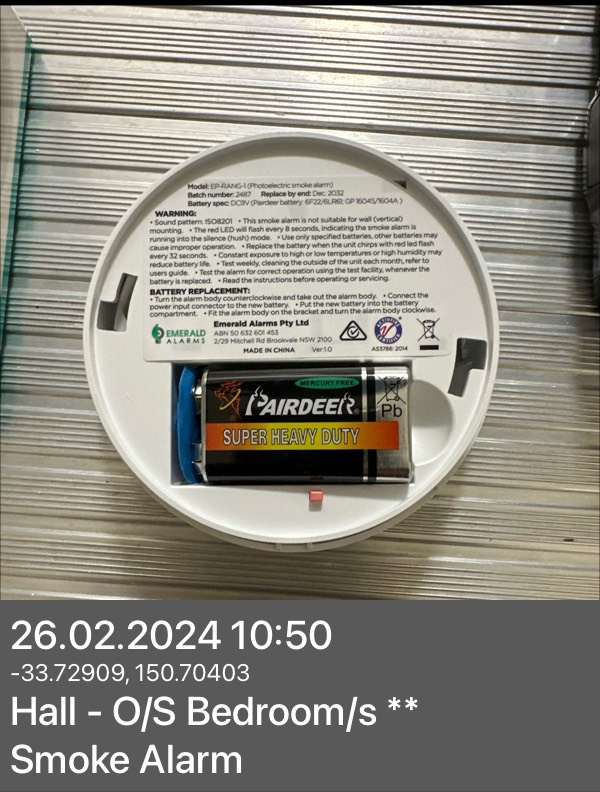 Model: EP-RANG-1 (Photoelectric smoke alarm)
Batch number: 2487 Replace by end: Dec. 2032
Battery spec: DC9V (Pairdeer battery: 6F22/6LR61; GP 1604S/1604A )
WARNING:
• Sound pattern: ISO8201 • This smoke alarm is not suitable for wall (vertical)
mounting. • The red LED will flash every 8 seconds, indicating the smoke alarm is
running into the silence (hush) mode. • Use only specified batteries, other batteries may
cause improper operation. • Replace the battery when the unit chirps with red led flash
every 32 seconds. • Constant exposure to high or low temperatures or high humidity may
reduce battery life. • Test weekly, cleaning the outside of the unit each month, refer to
users guide. • Test the alarm for correct operation using the test facility, whenever the
battery is replaced. • Read the instructions before operating or servicing.
BATTERY REPLACEMENT:
• Turn the alarm body counterclockwise and take out the alarm body. • Connect the
power input connector to the new battery. • Put the new battery into the battery
compartment. • Fit the alarm body on the bracket and turn the alarm body clockwise.
EMERALD
ALARMS
Emerald Alarms Pty Ltd
ABN 50 632 601 453
2/29 Mitchell Rd Brookvale NSW 2100
MADE IN CHINA Ver:1.0
AS3786: 2014
MERCURY FREE
PAIRDEER
SUPER HEAVY DUTY
Pb
26.02.2024 10:50
-33.72909, 150.70403
Hall - O/S Bedroom/s **
Smoke Alarm